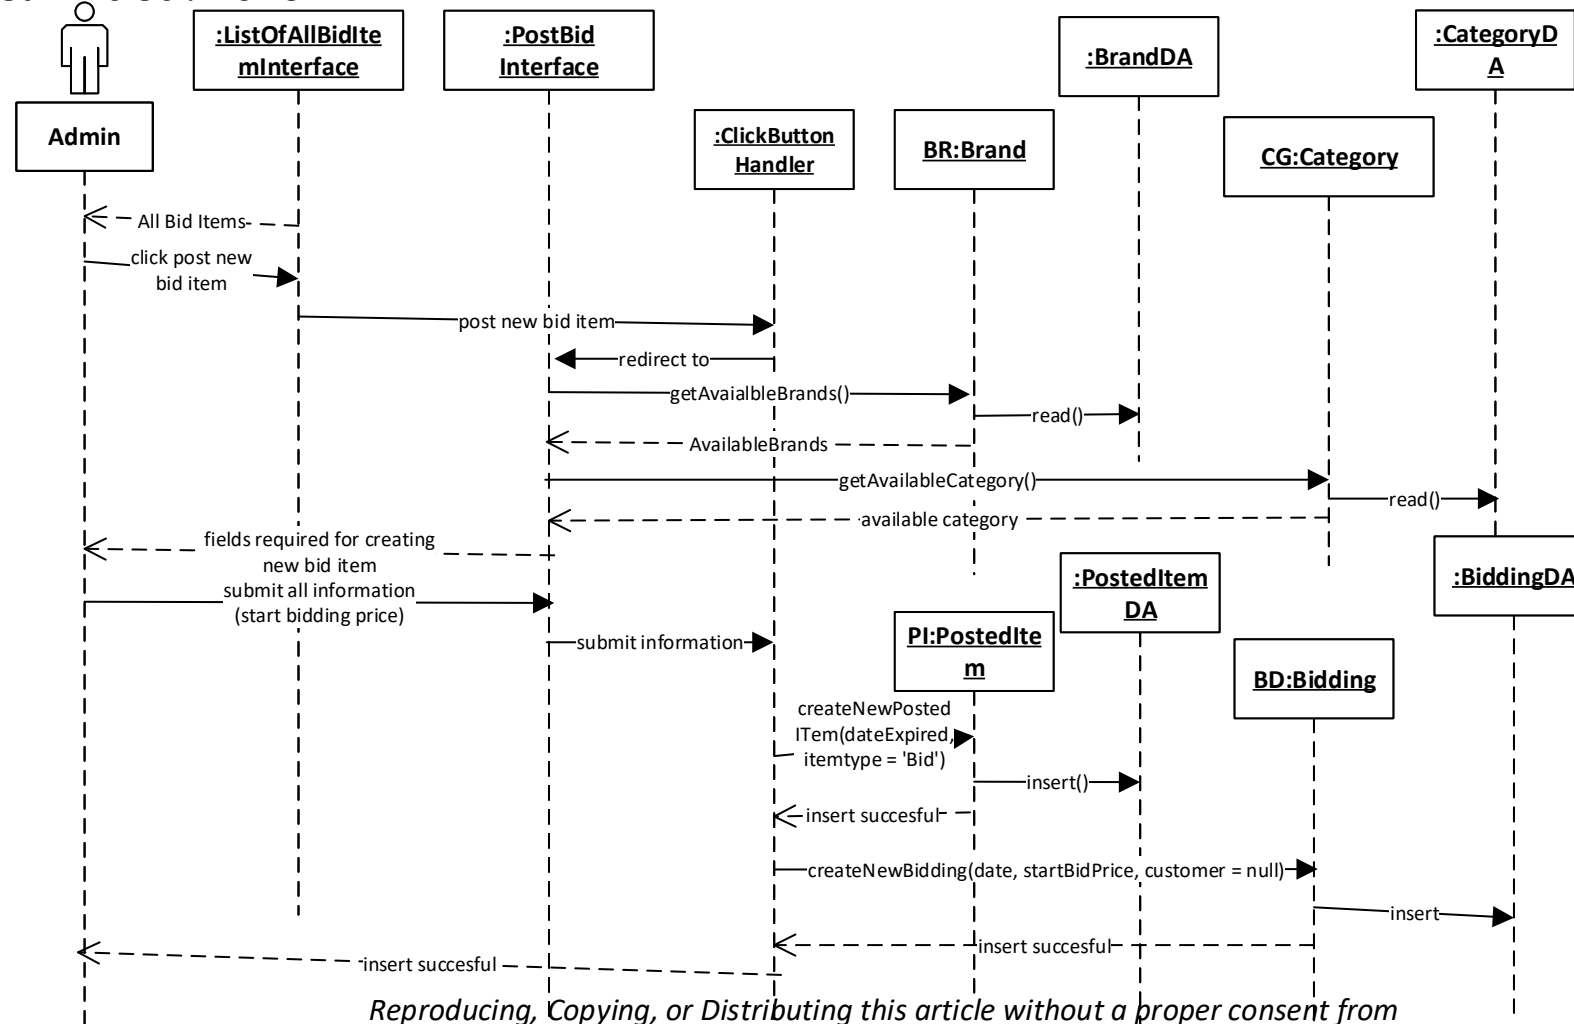 :ListOfAllBidIte
mInterface
:PostBid
Interface
:BrandDA
:CategoryD
A
Admin
:ClickButton
Handler
BR:Brand
CG:Category
All Bid Items
click post new
bid item
post new bid item
redirect to
getAvaialbleBrands()
read()
AvailableBrands
getAvailableCategory()
read()
available category
fields required for creating
new bid item
submit all information
(start bidding price)
:PostedItem
DA
:BiddingDA
submit information
PI:PostedIte
m
BD:Bidding
createNewPosted
ITem(dateExpired,
itemtype = 'Bid')
insert()
insert succesful
createNewBidding(date, startBidPrice, customer = null)
insert
insert succesful
insert succesful
Reproducing, Copying, or Distributing this article without a proper consent from